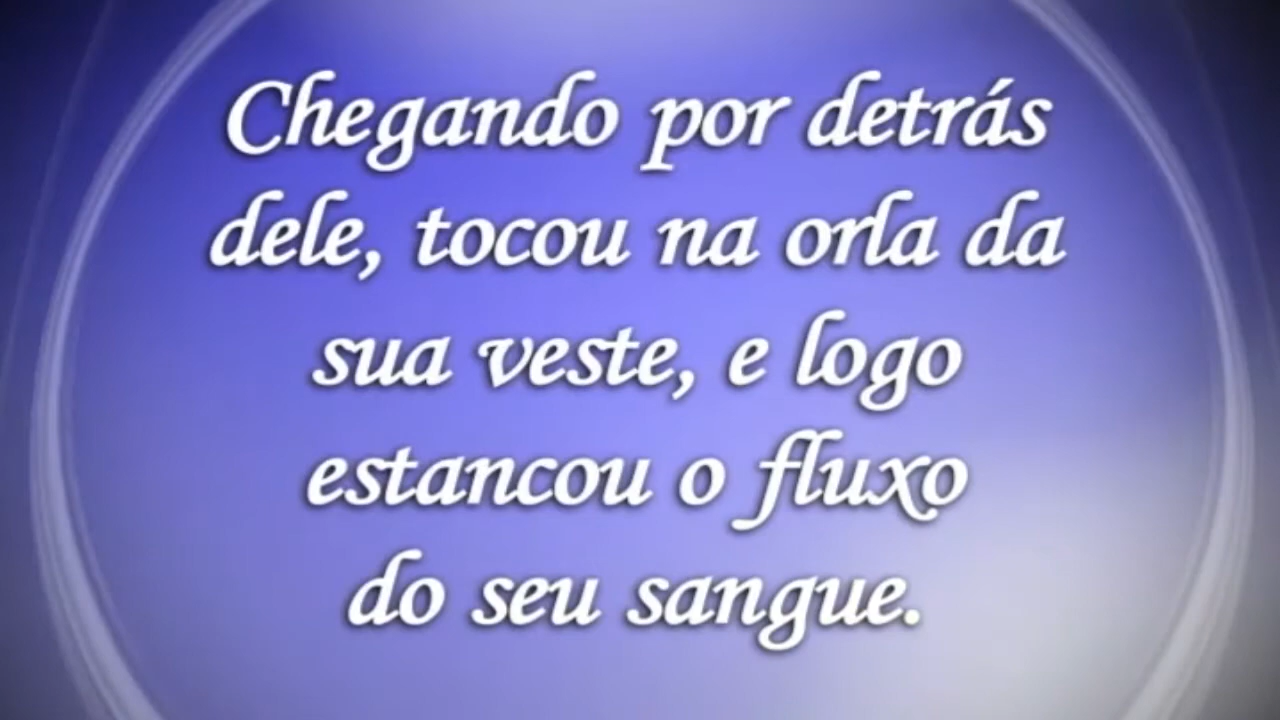 Chegando por detrás
dele, tocou na orla da
sua veste, e logo
estancou o fluxo
do seu sangue.